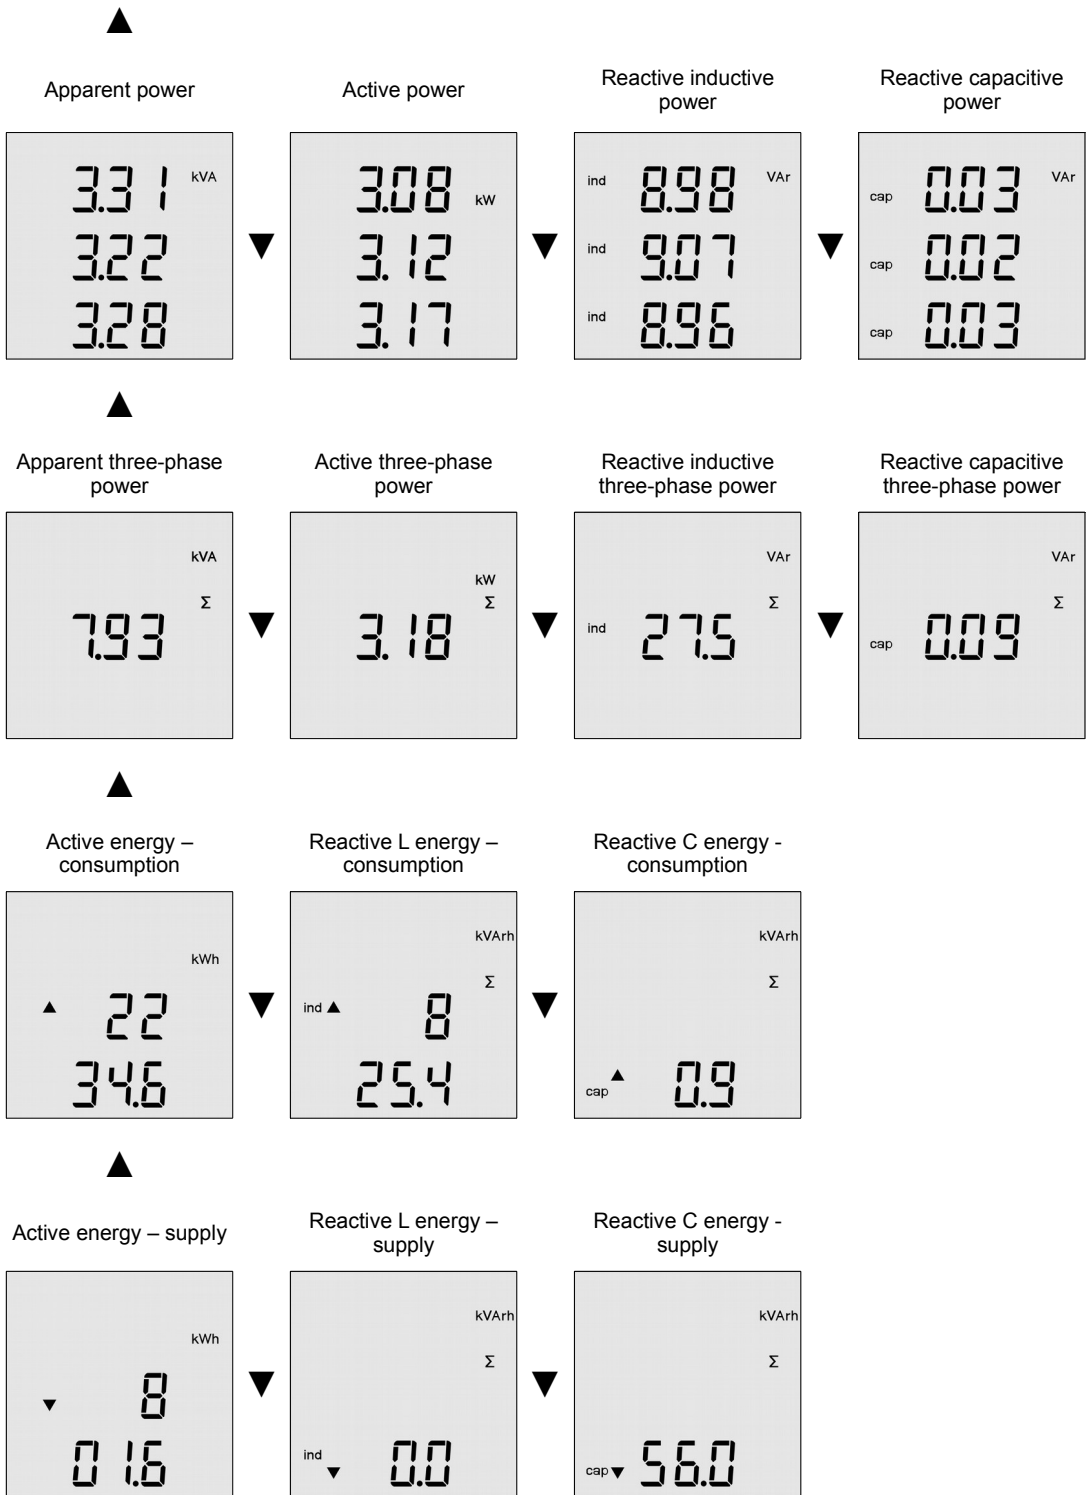 ▲
Apparent power
Active power
Reactive inductive
power
Reactive capacitive
power
3.31 kVA
3.22
3.28
▼
3.08 kW
3.12
3.17
▼
ind 8.98 VAr
ind 9.07
ind 8.96
▼
cap 0.03 VAr
cap 0.02
cap 0.03
▲
Apparent three-phase
power
Active three-phase
power
Reactive inductive
three-phase power
Reactive capacitive
three-phase power
kVA
Σ
7.93
▼
kW
Σ
3.18
▼
VAr
Σ
ind 27.5
▼
VAr
Σ
cap 0.09
▲
Active energy –
consumption
Reactive L energy –
consumption
Reactive C energy -
consumption
kWh
▲ 22
34.6
▼
kVArh
Σ
ind ▲ 8
25.4
▼
kVArh
Σ
cap ▲ 0.9
▲
Active energy – supply
Reactive L energy –
supply
Reactive C energy -
supply
kWh
▼ 8
01.6
▼
kVArh
Σ
ind ▼ 0.0
▼
kVArh
Σ
cap ▼ 56.0